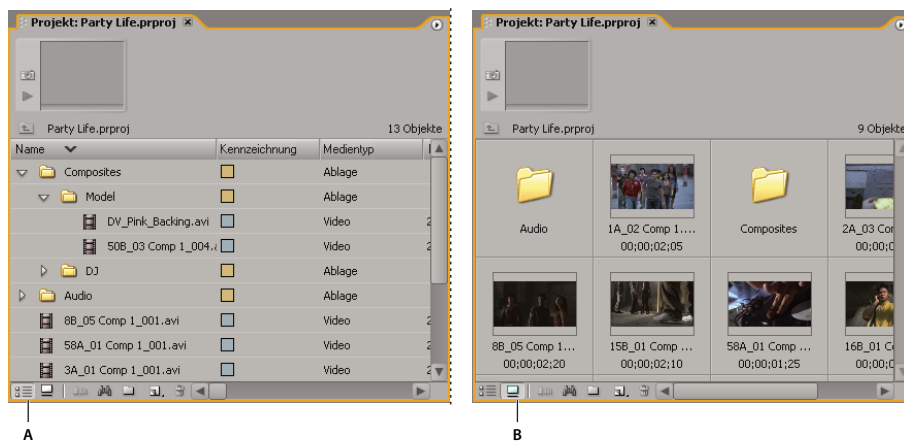 Projekt: Party Life.prproj
Party Life.prproj 13 Objekte
Name Kennzeichnung Medientyp
Composites Ablage
Model Ablage
DV_Pink_Backing.avi Video
50B_03 Comp 1_004. Video
DJ Ablage
Audio Ablage
8B_05 Comp 1_001.avi Video
58A_01 Comp 1_001.avi Video
3A_01 Comp 1_001.avi Video
A
Projekt: Party Life.prproj
Party Life.prproj 9 Objekte
Audio 1A_02 Comp 1.... Composites 2A_03 Cor
00;00;02;05 00;00;0
8B_05 Comp 1... 15B_01 Comp ... 58A_01 Comp ... 16B_01 C
00;00;02;20 00;00;02;10 00;00;01;25 00;00;0
B